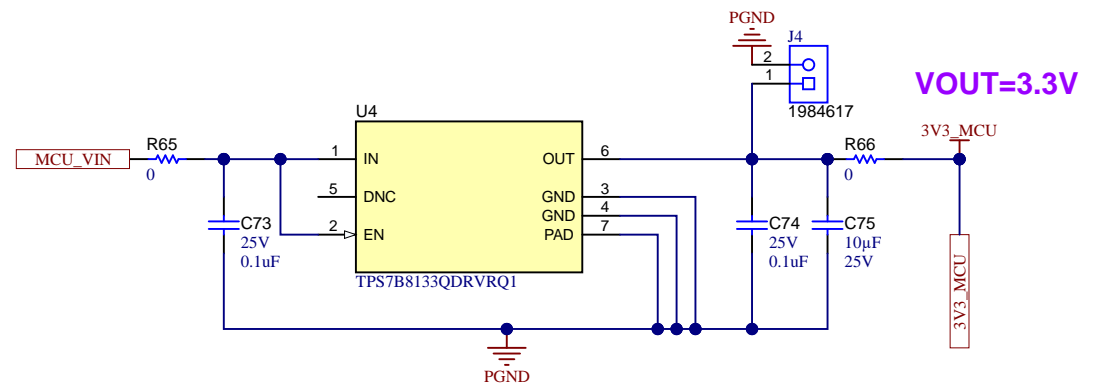 PGND
J4
2
1
1984617
VOUT=3.3V
3V3_MCU
U4
R65
MCU_VIN
0
1
IN
OUT
6
R66
0
5
DNC
GND
3
GND
4
2
EN
PAD
7
C73
25V
0.1uF
C74
25V
0.1uF
C75
10µF
25V
TPS7B8133QDRVRQ1
3V3_MCU
PGND